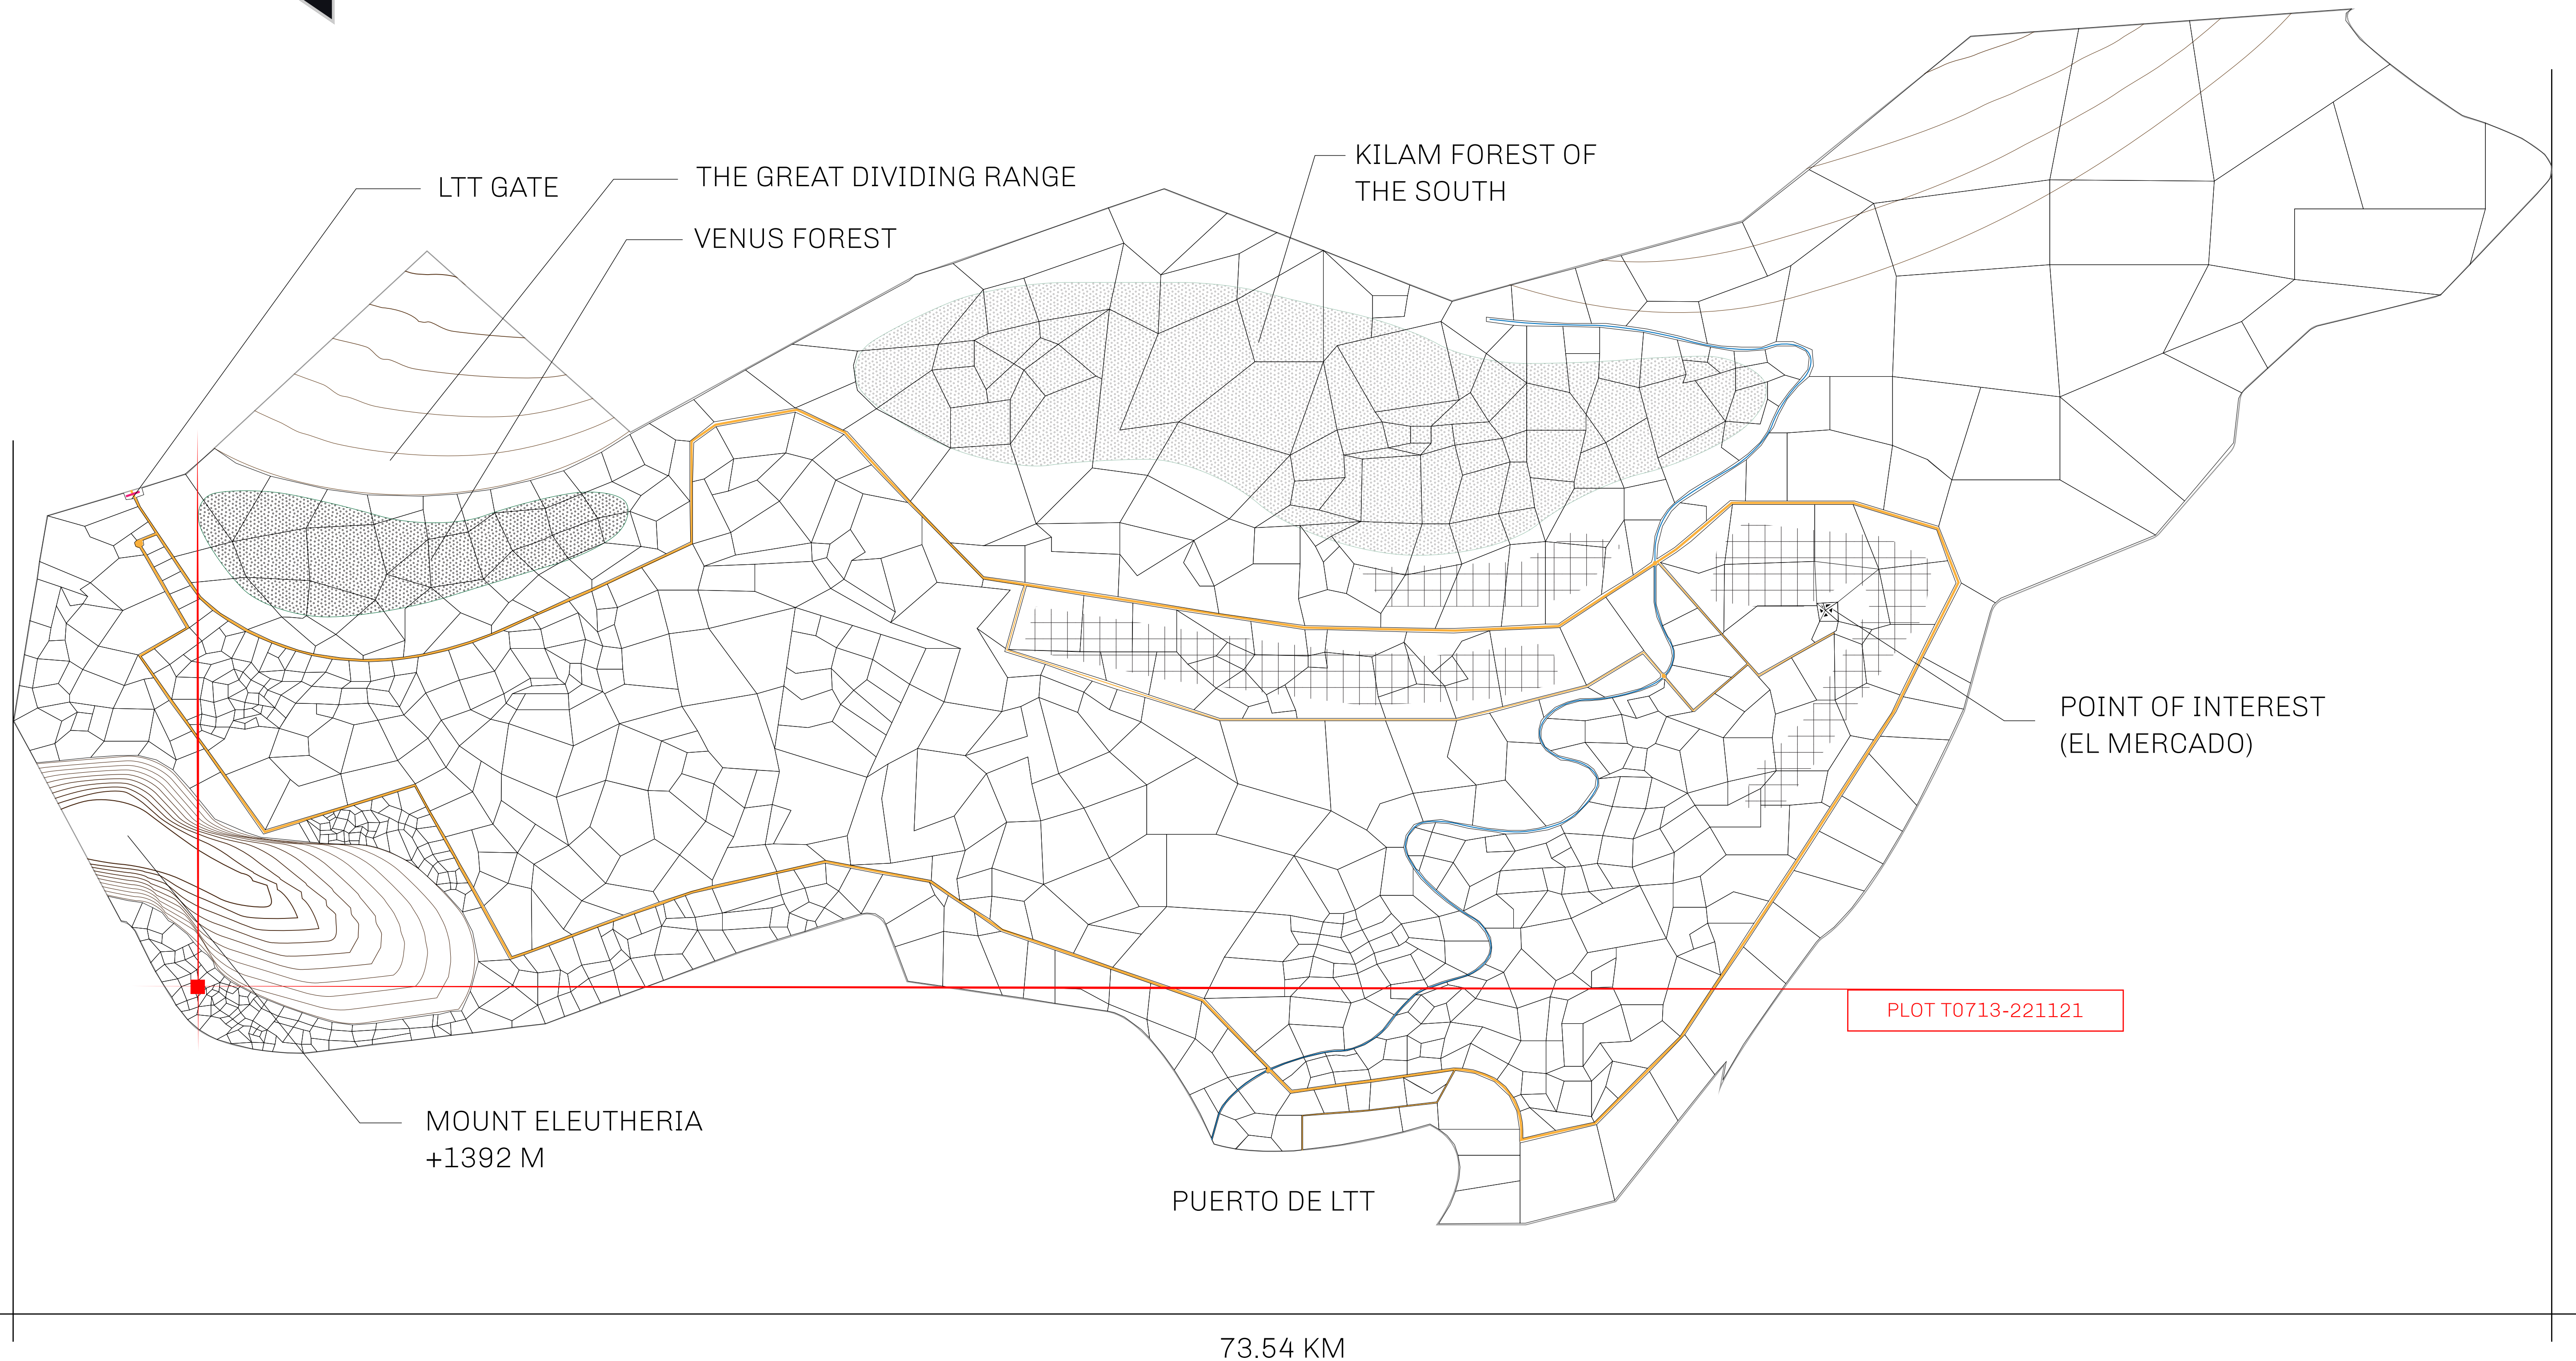 KILAM FOREST OF
THE SOUTH
THE GREAT DIVIDING RANGE
LTT GATE
VENUS FOREST
POINT OF INTEREST
(EL MERCADO)
PLOT T0713-221121
MOUNT ELEUTHERIA
+1392 M
PUERTO DE LTT
73.54 KM